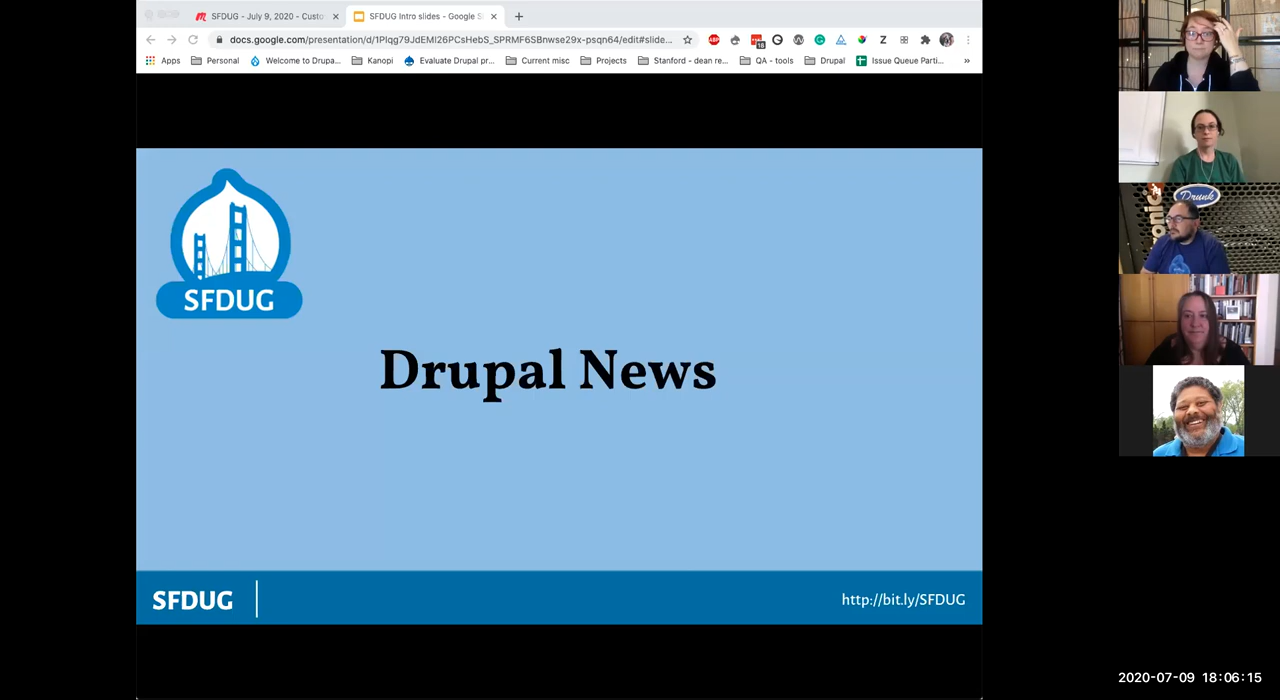 SFDUG - July 9, 2020 - Custo
SFDUG Intro slides - Google S
docs.google.com/presentation/d/1PIqg79JdEMI26PCsHebS_SPRMF6SBnwse29x-psqn64/edit#slide...
Apps Personal Welcome to Drupa... Kanopi Evaluate Drupal pr... Current misc Projects Stanford - dean re... QA - tools Drupal Issue Queue Parti... »
SFDUG
Drupal News
SFDUG
http://bit.ly/SFDUG
Drunk
2020-07-09 18:06:15